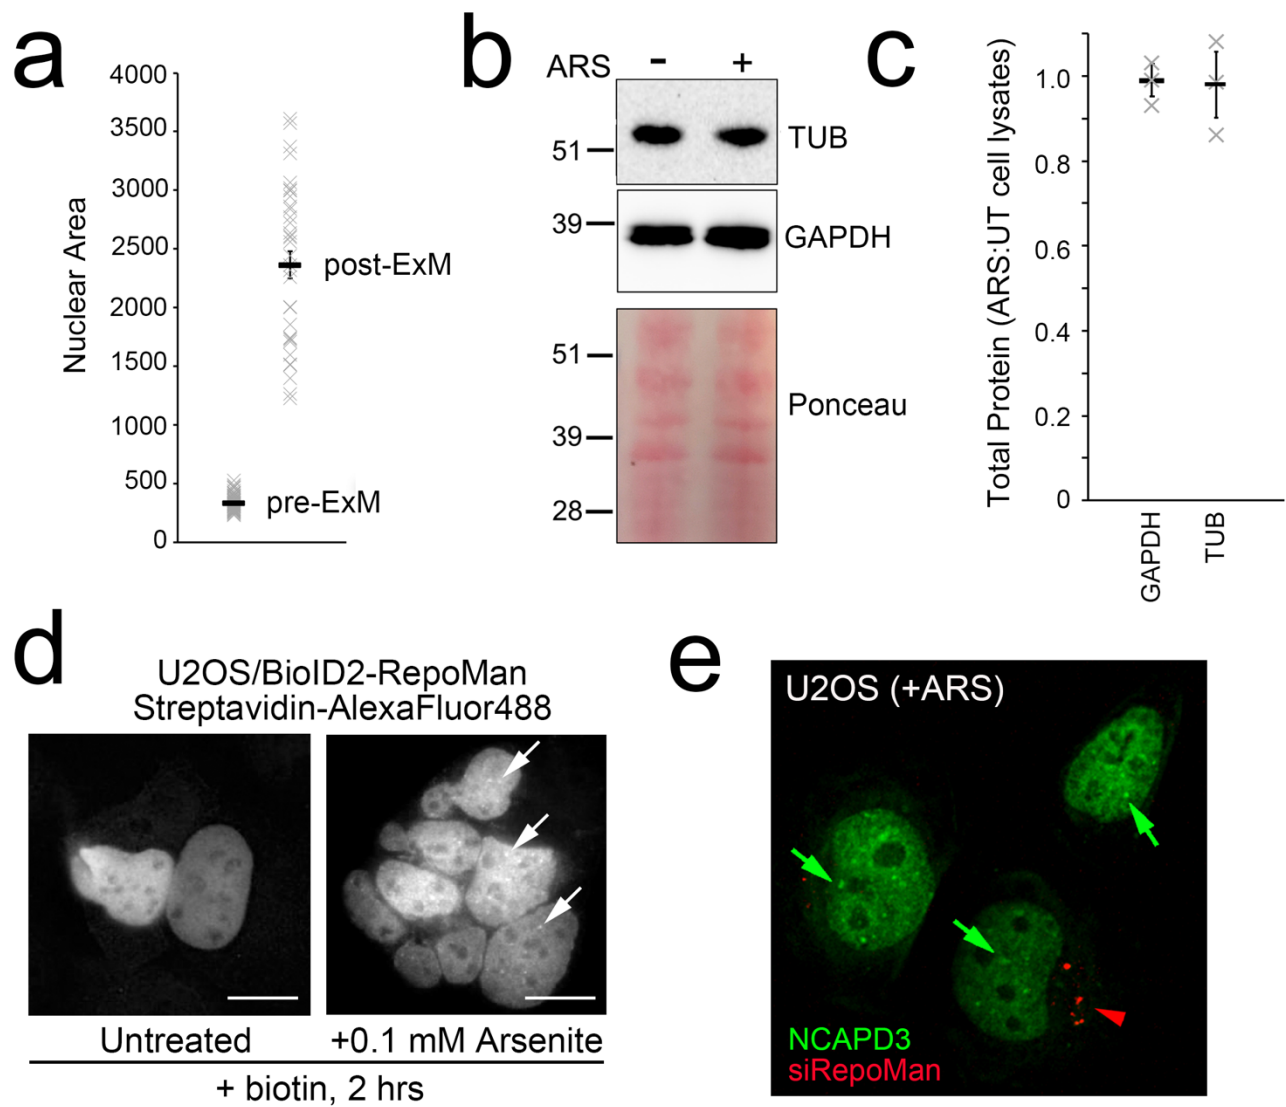 a
4000
3500
3000
2500
2000
1500
1000
500
0
Nuclear Area
post-ExM
pre-ExM
b
ARS - +
51
TUB
39
GAPDH
51
39
28
Ponceau
c
Total Protein (ARS:UT cell lysates)
1.0
0.8
0.6
0.4
0.2
0
GAPDH
TUB
d
U2OS/BioID2-RepoMan
Streptavidin-AlexaFluor488
Untreated
+0.1 mM Arsenite
+ biotin, 2 hrs
e
U2OS (+ARS)
NCAPD3
siRepoMan